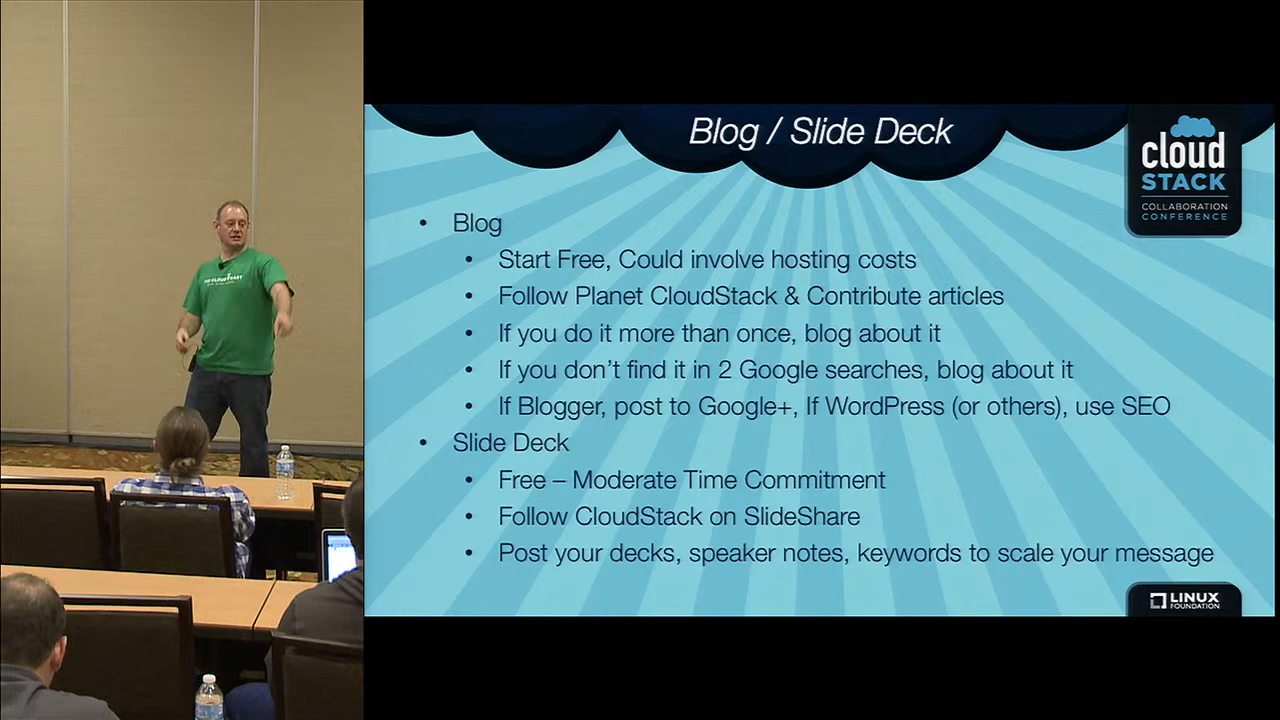 Blog / Slide Deck
cloud
STACK
COLLABORATION
CONFERENCE
• Blog
• Start Free, Could involve hosting costs
• Follow Planet CloudStack & Contribute articles
• If you do it more than once, blog about it
• If you don't find it in 2 Google searches, blog about it
• If Blogger, post to Google+, If WordPress (or others), use SEO
• Slide Deck
• Free – Moderate Time Commitment
• Follow CloudStack on SlideShare
• Post your decks, speaker notes, keywords to scale your message
LINUX
FOUNDATION